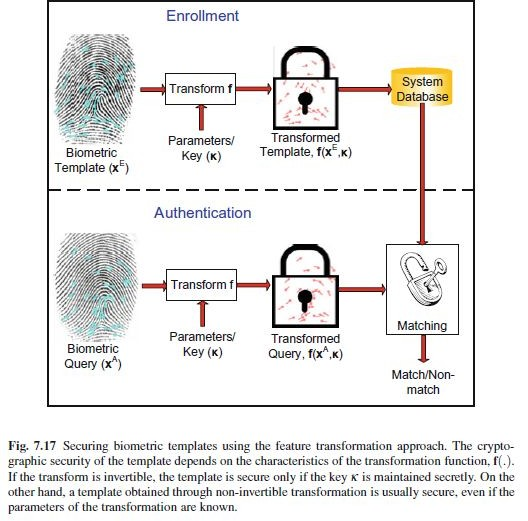 Enrollment
Transform f
System
Database
Parameters/
Key (κ)
Biometric
Template (xᴱ)
Transformed
Template, f(xᴱ,κ)
Authentication
Transform f
Parameters/
Key (κ)
Biometric
Query (xᴬ)
Transformed
Query, f(xᴬ,κ)
Matching
Match/Non-
match
Fig. 7.17 Securing biometric templates using the feature transformation approach. The crypto-
graphic security of the template depends on the characteristics of the transformation function, f(.).
If the transform is invertible, the template is secure only if the key κ is maintained secretly. On the
other hand, a template obtained through non-invertible transformation is usually secure, even if the
parameters of the transformation are known.